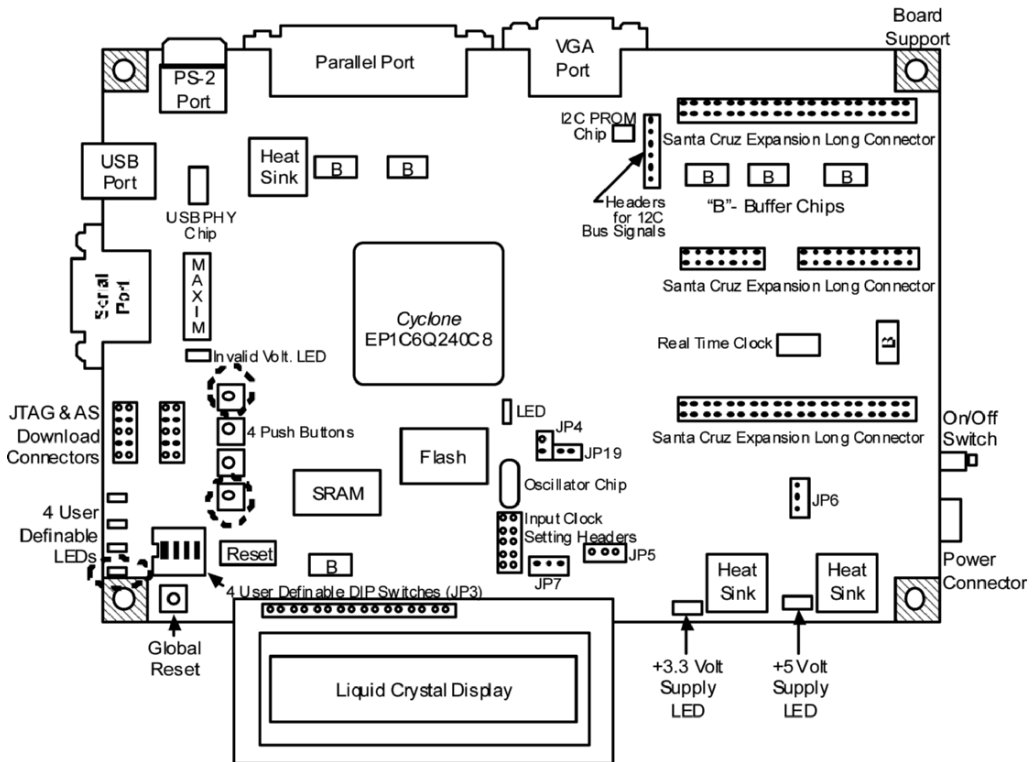 Board
Support
PS-2
Port
Parallel Port
VGA
Port
I2C PROM
Chip
Santa Cruz Expansion Long Connector
USB
Port
Heat
Sink
B
B
B
B
B
"B"- Buffer Chips
USBPHY
Chip
Headers
for 12C
Bus Signals
Serial
Port
MAXIM
Cyclone
EP1C6Q240C8
Santa Cruz Expansion Long Connector
Real Time Clock
B
Invalid Volt. LED
JTAG & AS
Download
Connectors
4 Push Buttons
LED
JP4
JP19
Santa Cruz Expansion Long Connector
On/Off
Switch
Flash
SRAM
Oscillator Chip
JP6
4 User
Definable
LEDs
Input Clock
Setting Headers
Reset
B
JP5
JP7
Heat
Sink
Heat
Sink
Power
Connector
4 User Definable DIP Switches (JP3)
Global
Reset
Liquid Crystal Display
+3.3 Volt
Supply
LED
+5 Volt
Supply
LED